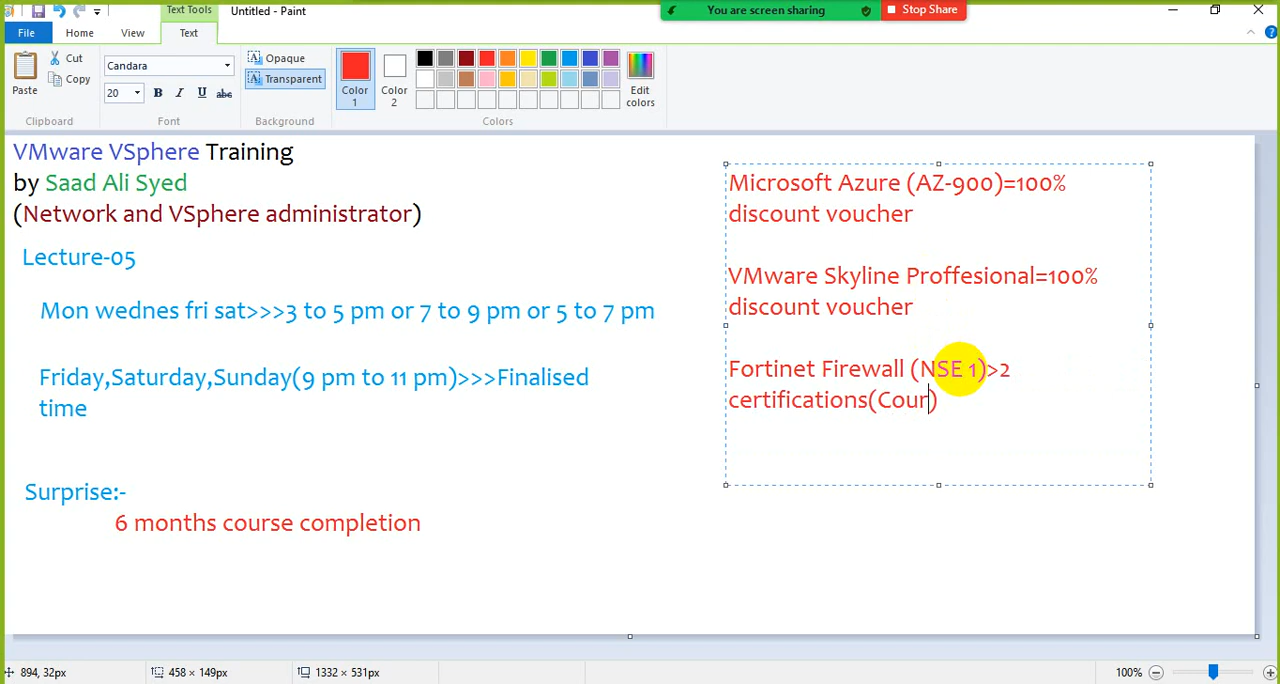 Text Tools
Untitled - Paint
You are screen sharing
Stop Share
File
Home
View
Text
Paste
Cut
Copy
Clipboard
Candara
20
B I U abc
Font
Opaque
Transparent
Background
Color 1
Color 2
Edit colors
Colors
VMware VSphere Training
by Saad Ali Syed
(Network and VSphere administrator)
Lecture-05
Mon wednes fri sat>>>3 to 5 pm or 7 to 9 pm or 5 to 7 pm
Friday,Saturday,Sunday(9 pm to 11 pm)>>>Finalised
time
Surprise:-
6 months course completion
Microsoft Azure (AZ-900)=100%
discount voucher
VMware Skyline Proffesional=100%
discount voucher
Fortinet Firewall (NSE 1)>2
certifications(Cour)
894, 32px
458 × 149px
1332 × 531px
100%